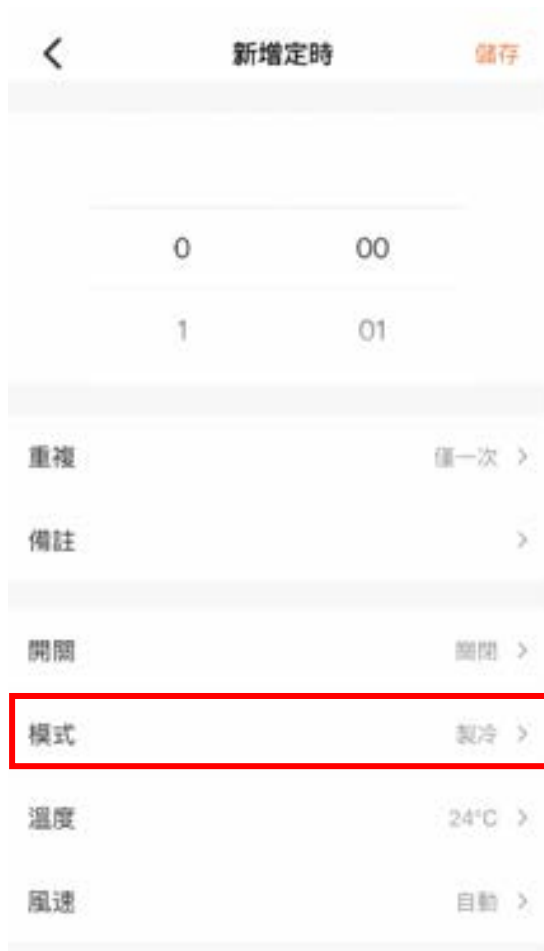 新增定時 儲存
0 00
1 01
重複 僅一次
備註
開關 關閉
模式 製冷
溫度 24°C
風速 自動